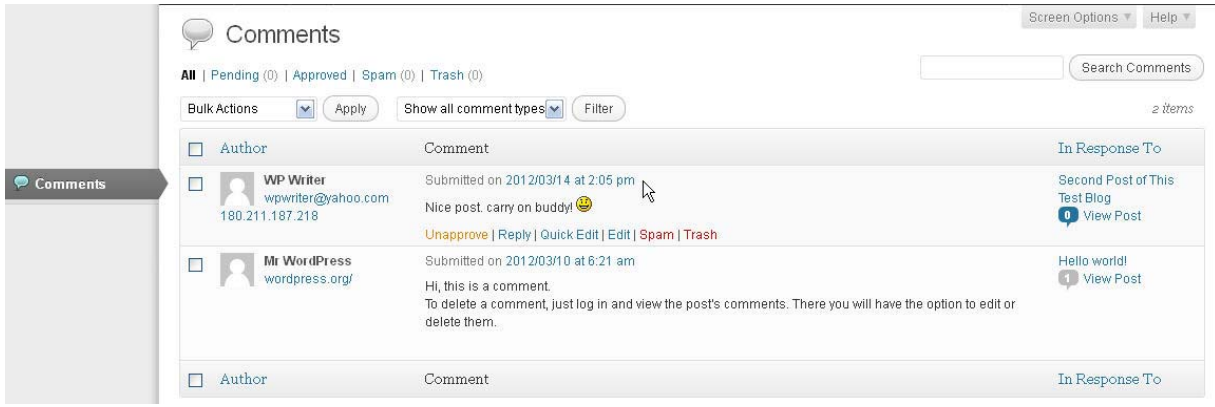 Screen Options Help
Comments
All | Pending (0) | Approved | Spam (0) | Trash (0)
Search Comments
Bulk Actions Apply Show all comment types Filter 2 items
Author Comment In Response To
Comments
WP Writer Submitted on 2012/03/14 at 2:05 pm Second Post of This
wpwriter@yahoo.com Test Blog
180.211.187.218 Nice post. carry on buddy! 0 View Post
Unapprove | Reply | Quick Edit | Edit | Spam | Trash
Mr WordPress Submitted on 2012/03/10 at 6:21 am Hello world!
wordpress.org/ Hi, this is a comment. 1 View Post
To delete a comment, just log in and view the post's comments. There you will have the option to edit or
delete them.
Author Comment In Response To